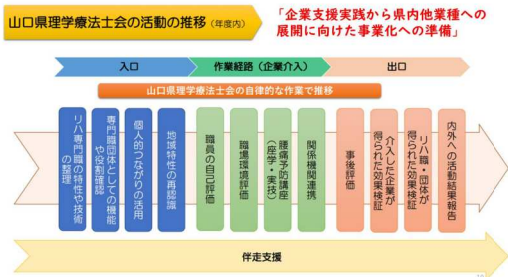 山口県理学療法士会の活動の推移（年度内）
「企業支援実践から県内他業種への
展開に向けた事業化への準備」
入口
作業経路（企業介入）
出口
山口県理学療法士会の自律的な作業で推移
リハ専門職の特性や技術
の整理
専門職団体としての機能
や役割確認
個人的つながりの活用
地域特性の再認識
職員の自己評価
職場環境評価
腰痛予防講座
（座学・実技）
関係機関連携
事後評価
介入した企業が
得られた効果検証
リハ職・団体が
得られた効果検証
内外への活動結果報告
伴走支援